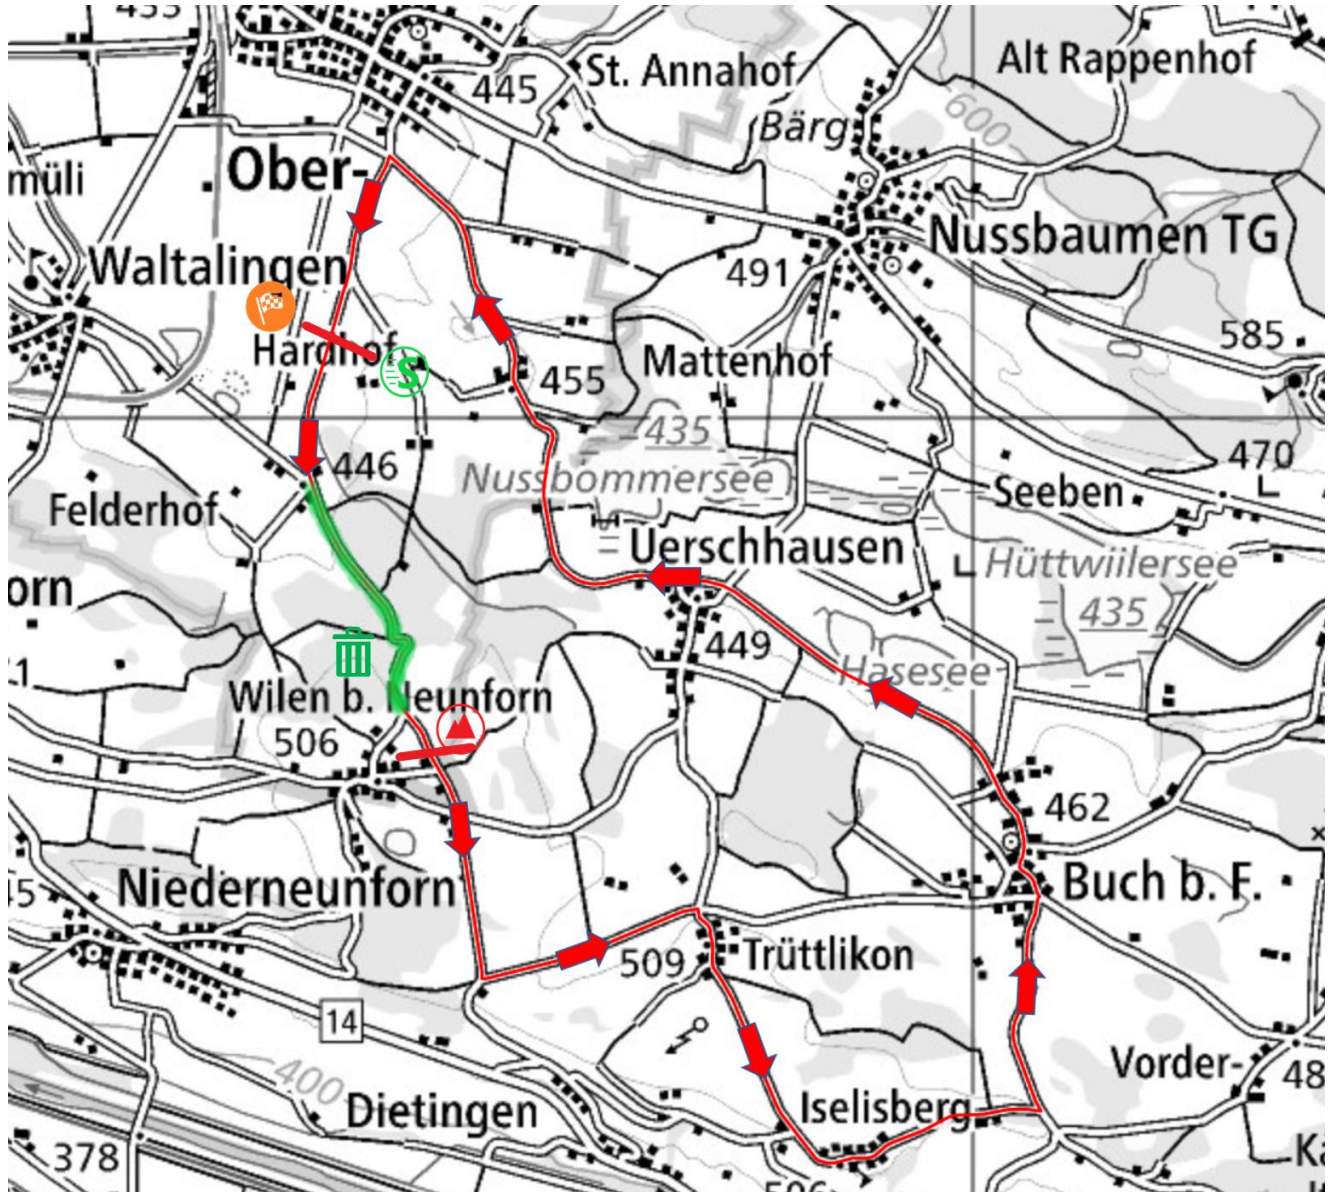 433
445
St. Annahof
Alt Rappenhof
600
Bärg
müli
Ober-
Waltalingen
Nussbaumen TG
491
585
Hardhof
S
455
Mattenhof
435
446
Nussbommersee
470
Felderhof
Seeben
Uerschhausen
Hüttwiilersee
orn
435
449
Hasesee
Wilen b. Neunforn
506
462
Niederneunforn
Buch b. F.
45
509
Trüttlikon
14
Vorder-
48
400
Dietingen
Iselisberg
378